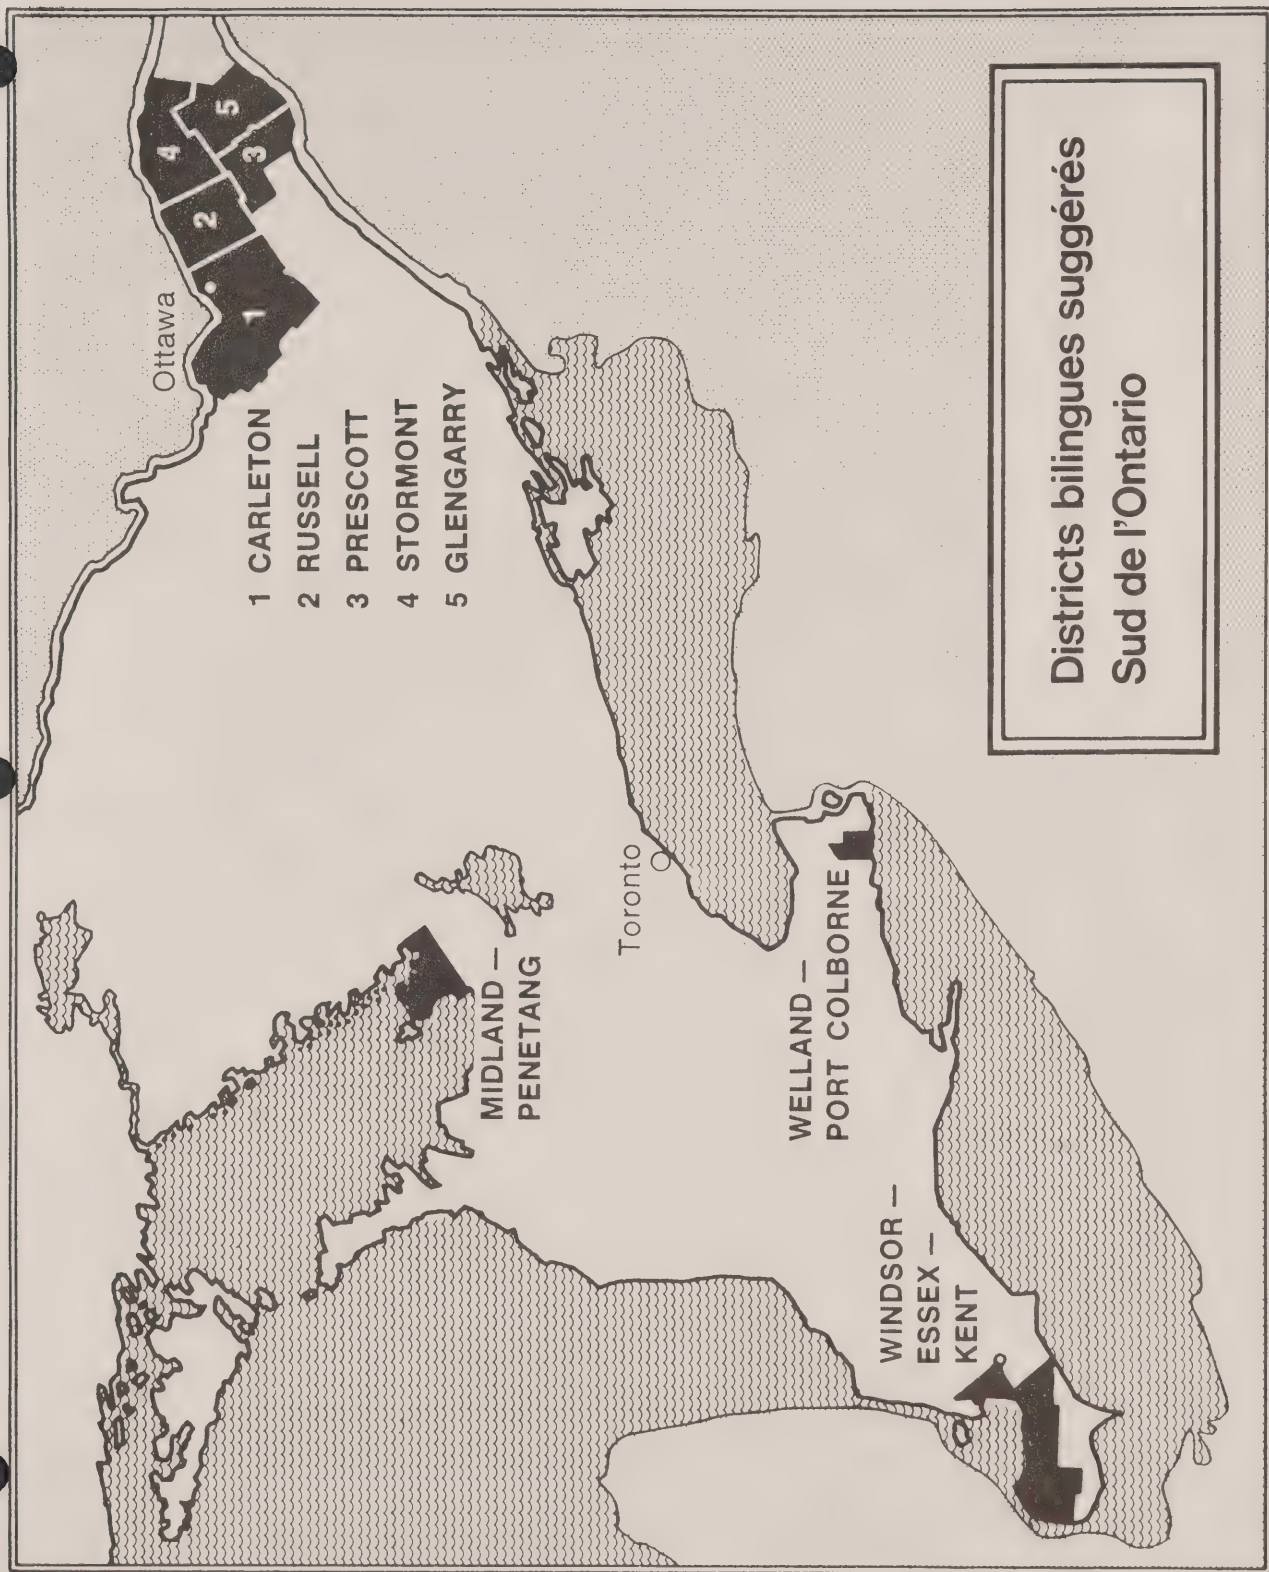 Ottawa
4
5
2
3
1
1 CARLETON
2 RUSSELL
3 PRESCOTT
4 STORMONT
5 GLENGARRY
MIDLAND —
PENETANG
Toronto
WELLAND —
PORT COLBORNE
WINDSOR —
ESSEX —
KENT
Districts bilingues suggérés
Sud de l'Ontario